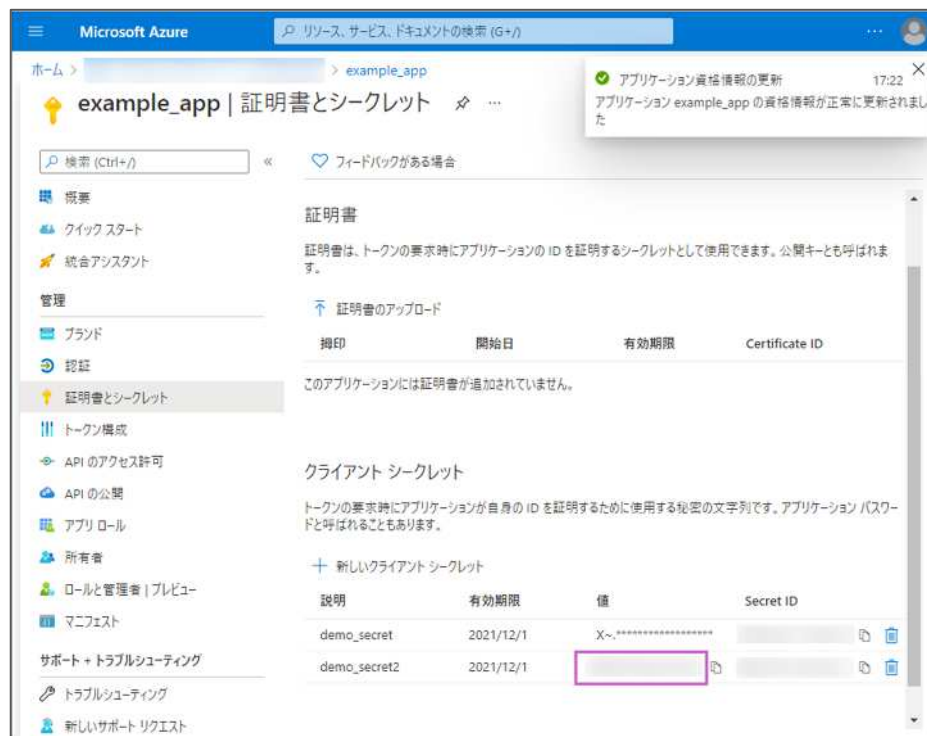 Microsoft Azure
リソース、サービス、ドキュメントの検索 (G+/)
ホーム >
> example_app
example_app | 証明書とシークレット
アプリケーション資格情報の更新 17:22
アプリケーション example_app の資格情報が正常に更新されまし
た
検索 (Ctrl+/)
フィードバックがある場合
概要
クイック スタート
統合アシスタント
管理
ブランド
認証
証明書とシークレット
トークン構成
API のアクセス許可
API の公開
アプリ ロール
所有者
ロールと管理者 | プレビュー
マニフェスト
サポート + トラブルシューティング
トラブルシューティング
新しいサポート リクエスト
証明書
証明書は、トークンの要求時にアプリケーションの ID を証明するシークレットとして使用できます。公開キーとも呼ばれま
す。
証明書のアップロード
拇印 開始日 有効期限 Certificate ID
このアプリケーションには証明書が追加されていません。
クライアント シークレット
トークンの要求時にアプリケーションが自身の ID を証明するために使用する秘密の文字列です。アプリケーション パスワー
ドと呼ばれることもあります。
新しいクライアント シークレット
説明 有効期限 値 Secret ID
demo_secret 2021/12/1 X~.******************
demo_secret2 2021/12/1